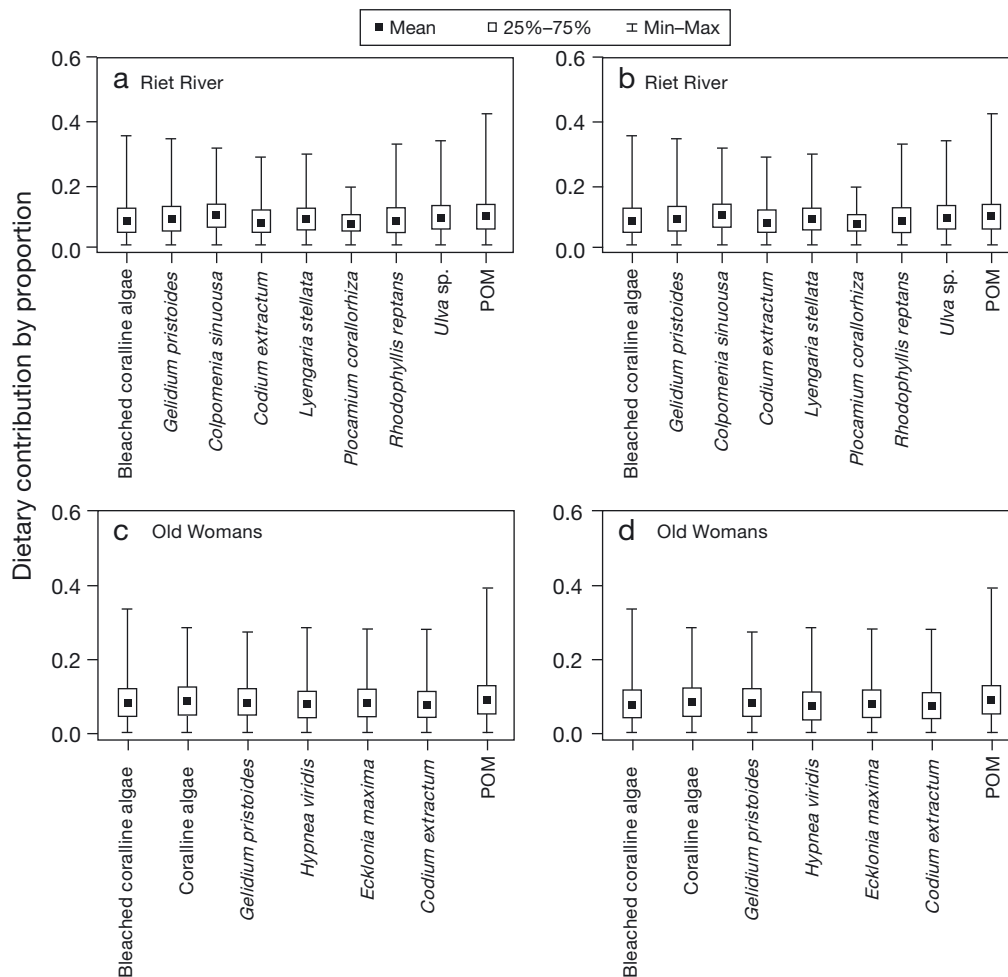 Mean 25%–75% Min–Max
Dietary contribution by proportion
a Riet River
0.6
0.4
0.2
0.0
Bleached coralline algae
Gelidium pristoides
Colpomenia sinuousa
Codium extractum
Lyengaria stellata
Plocamium corallorhiza
Rhodophyllis reptans
Ulva sp.
POM
b Riet River
0.6
0.4
0.2
0.0
Bleached coralline algae
Gelidium pristoides
Colpomenia sinuousa
Codium extractum
Lyengaria stellata
Plocamium corallorhiza
Rhodophyllis reptans
Ulva sp.
POM
c Old Womans
0.6
0.4
0.2
0.0
Bleached coralline algae
Coralline algae
Gelidium pristoides
Hypnea viridis
Ecklonia maxima
Codium extractum
POM
d Old Womans
0.6
0.4
0.2
0.0
Bleached coralline algae
Coralline algae
Gelidium pristoides
Hypnea viridis
Ecklonia maxima
Codium extractum
POM